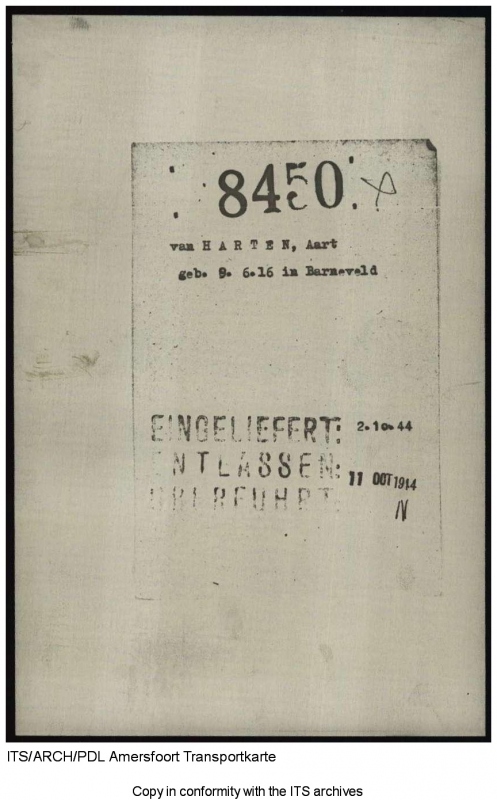 8450
van HARTEN, Aart
geb. 9. 6.16 in Barneveld
EINGELIEFERT: 2.10.44
ENTLASSEN: 11 OCT 1944
ÜBERFÜHRT:
N
ITS/ARCH/PDL Amersfoort Transportkarte
Copy in conformity with the ITS archives